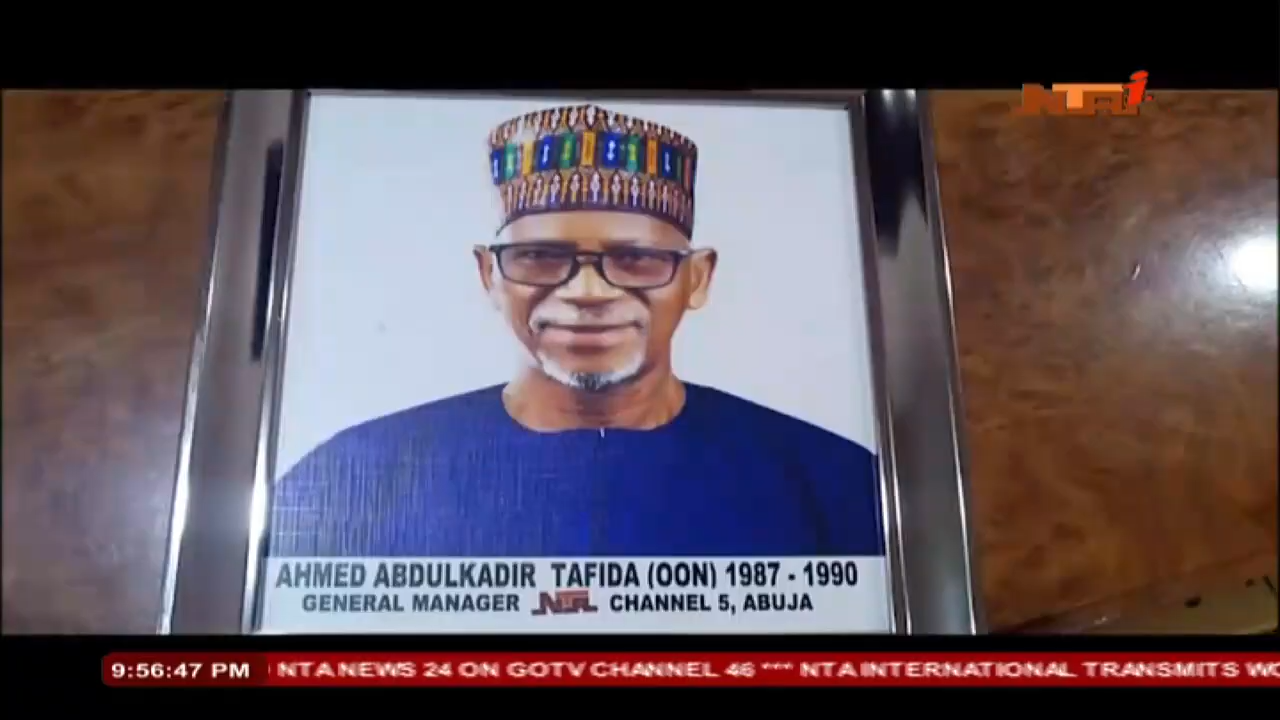 NTAi
AHMED ABDULKADIR TAFIDA (OON) 1987 - 1990
GENERAL MANAGER NTA CHANNEL 5, ABUJA
9:56:47 PM NTA NEWS 24 ON GOTV CHANNEL 46 *** NTA INTERNATIONAL TRANSMITS WO